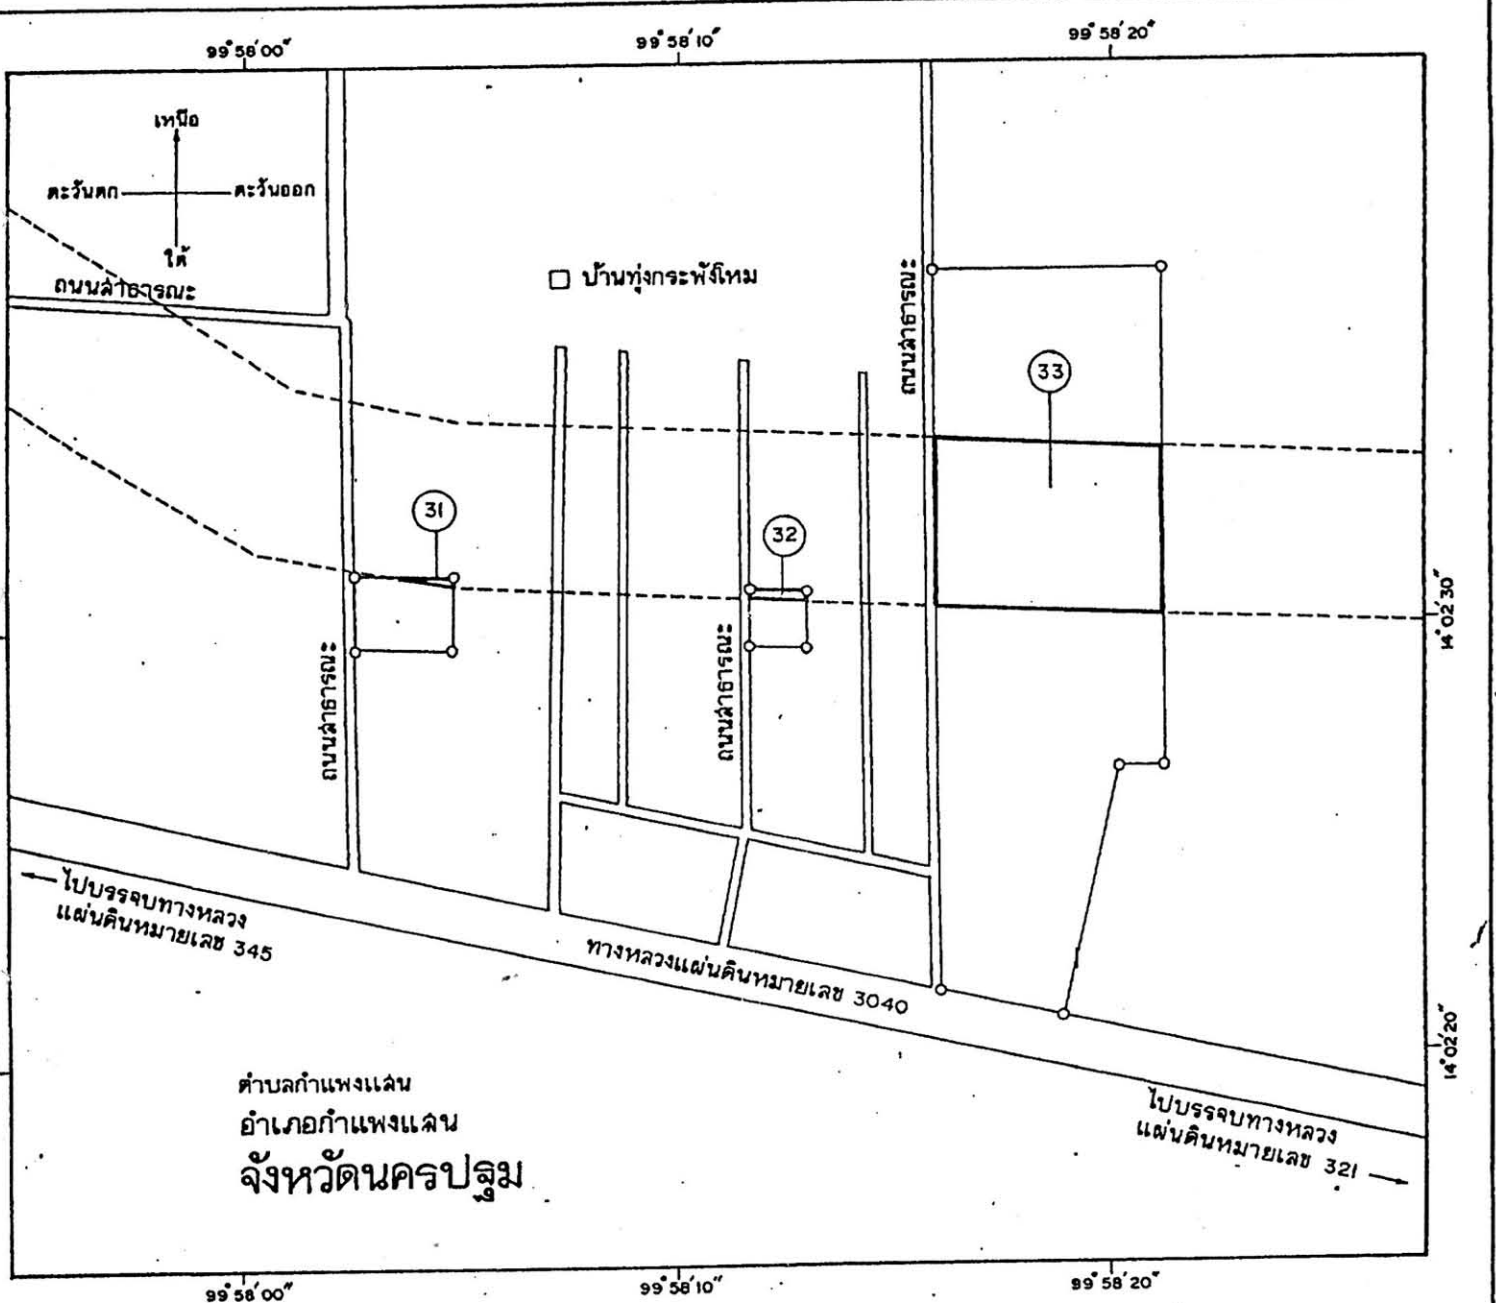 99°58'00"
99°58'10"
99°58'20"
เหนือ
ตะวันตก
ตะวันออก
ใต้
ถนนสาธารณะ
บ้านทุ่งกระพังโหม
ถนนสาธารณะ
33
31
32
14°02'30"
ถนนสาธารณะ
ถนนสาธารณะ
ไปบรรจบทางหลวง
แผ่นดินหมายเลข 345
ทางหลวงแผ่นดินหมายเลข 3040
14°02'20"
ตำบลกำแพงแสน
อำเภอกำแพงแสน
จังหวัดนครปฐม
ไปบรรจบทางหลวง
แผ่นดินหมายเลข 321
99°58'00"
99°58'10"
99°58'20"